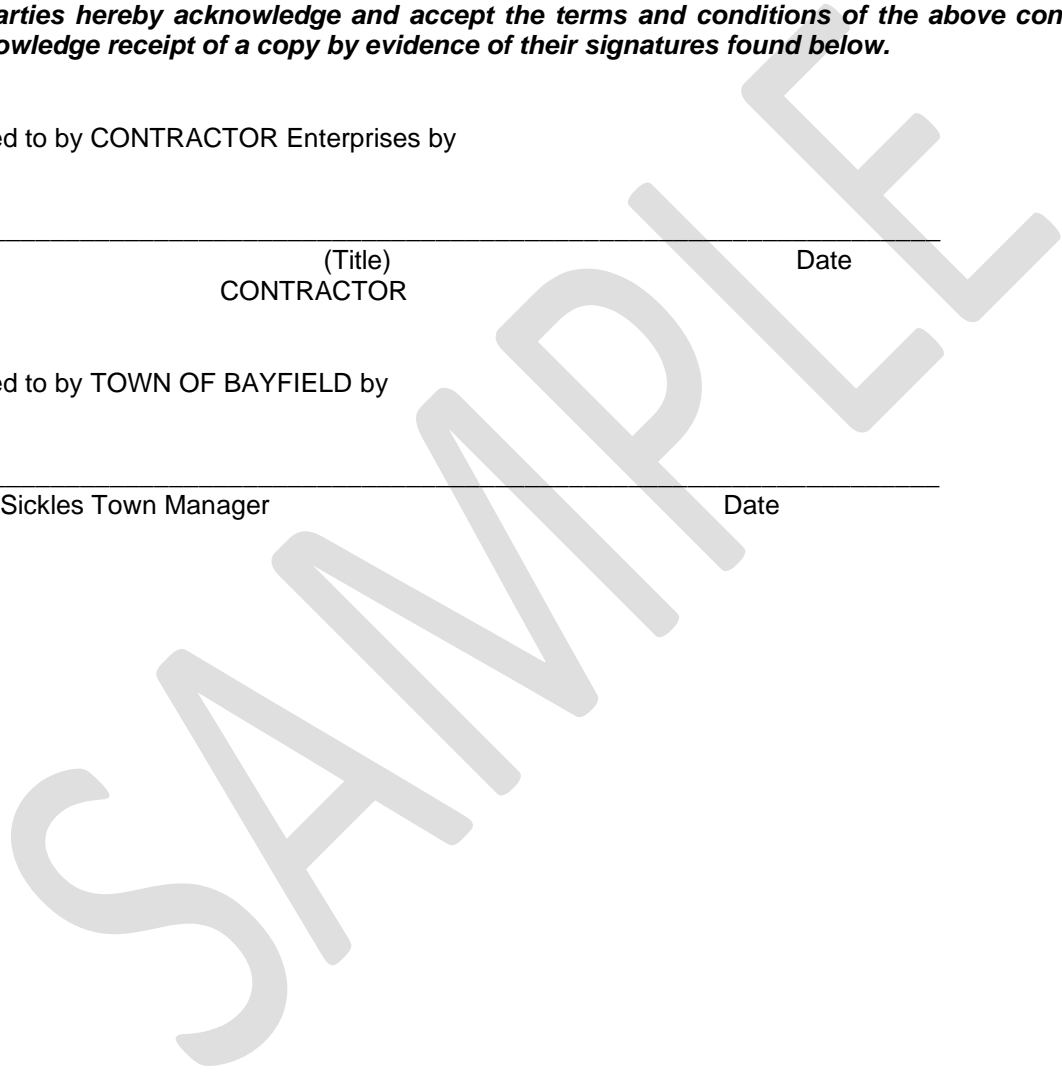 arties hereby acknowledge and accept the terms and conditions of the above con
owledge receipt of a copy by evidence of their signatures found below.
ed to by CONTRACTOR Enterprises by
(Title) Date
CONTRACTOR
ed to by TOWN OF BAYFIELD by
Sickles Town Manager Date
SAMPLE